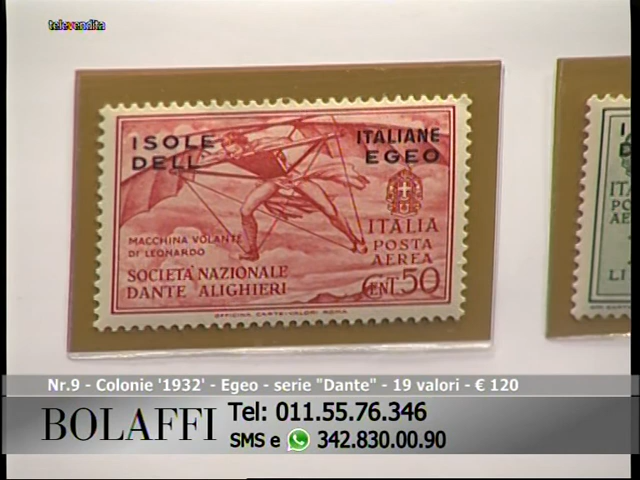 televendita
ISOLE ITALIANE
DELL EGEO
MACCHINA VOLANTE
DI LEONARDO
ITALIA
POSTA
AEREA
SOCIETÀ NAZIONALE
DANTE ALIGHIERI
CENT. 50
OFFICINA CARTE-VALORI ROMA
Nr.9 - Colonie '1932' - Egeo - serie "Dante" - 19 valori - € 120
BOLAFFI
Tel: 011.55.76.346
SMS e 342.830.00.90